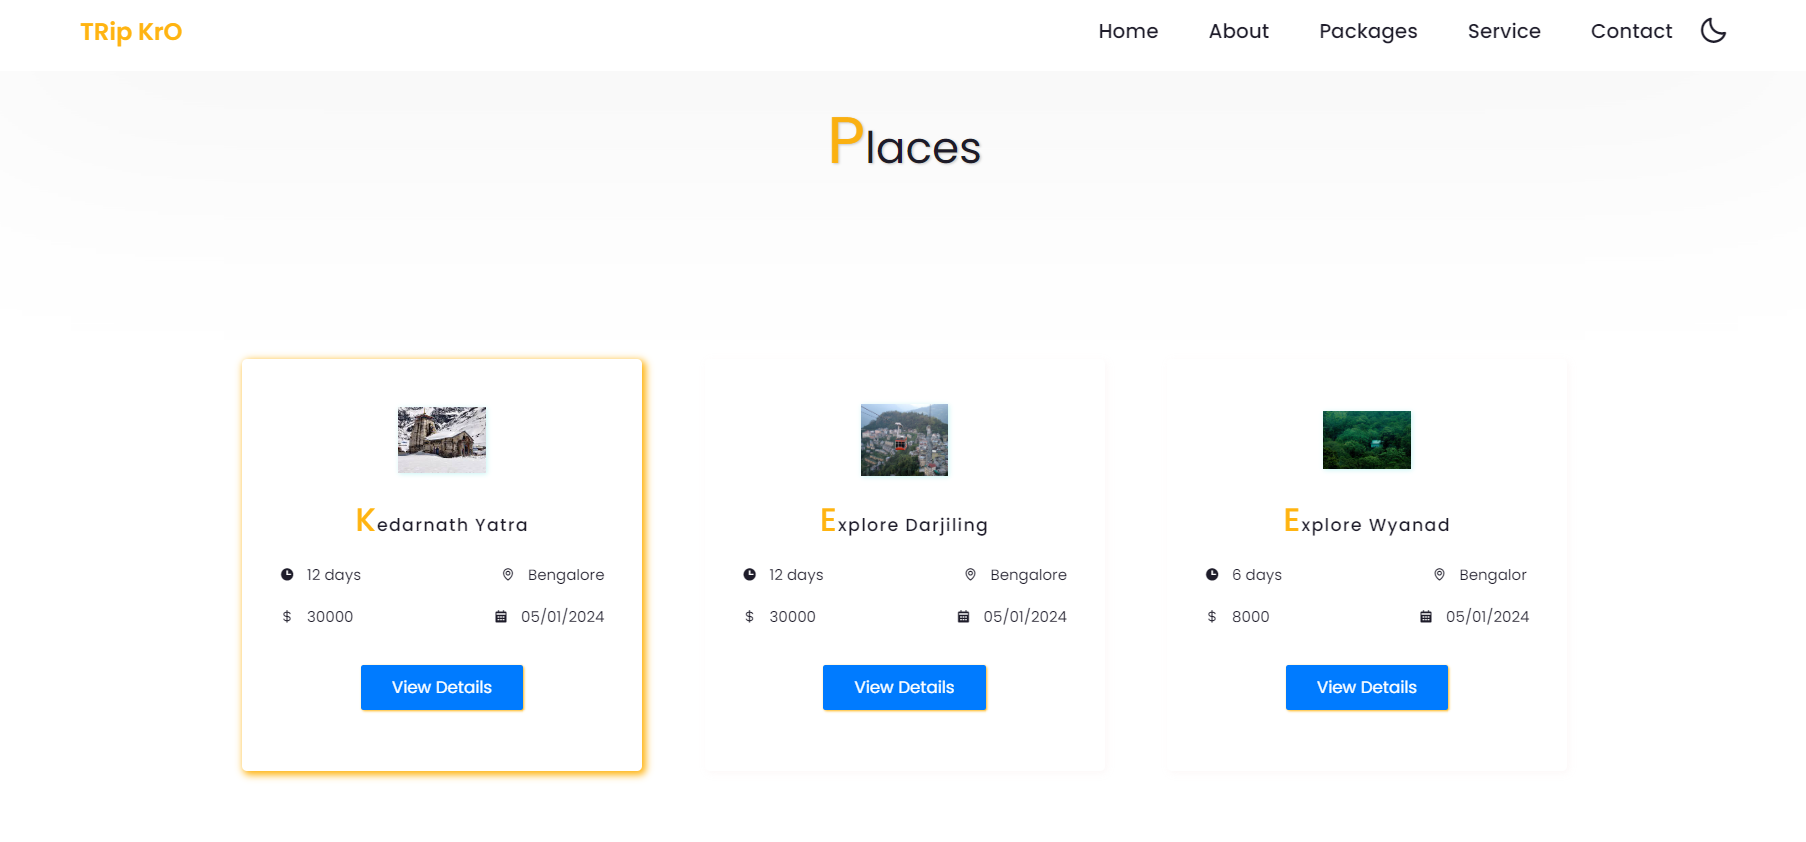 TRip KrO
Home About Packages Service Contact
Places
Kedarnath Yatra
12 days Bengalore
$ 30000 05/01/2024
View Details
Explore Darjiling
12 days Bengalore
$ 30000 05/01/2024
View Details
Explore Wyanad
6 days Bengalor
$ 8000 05/01/2024
View Details